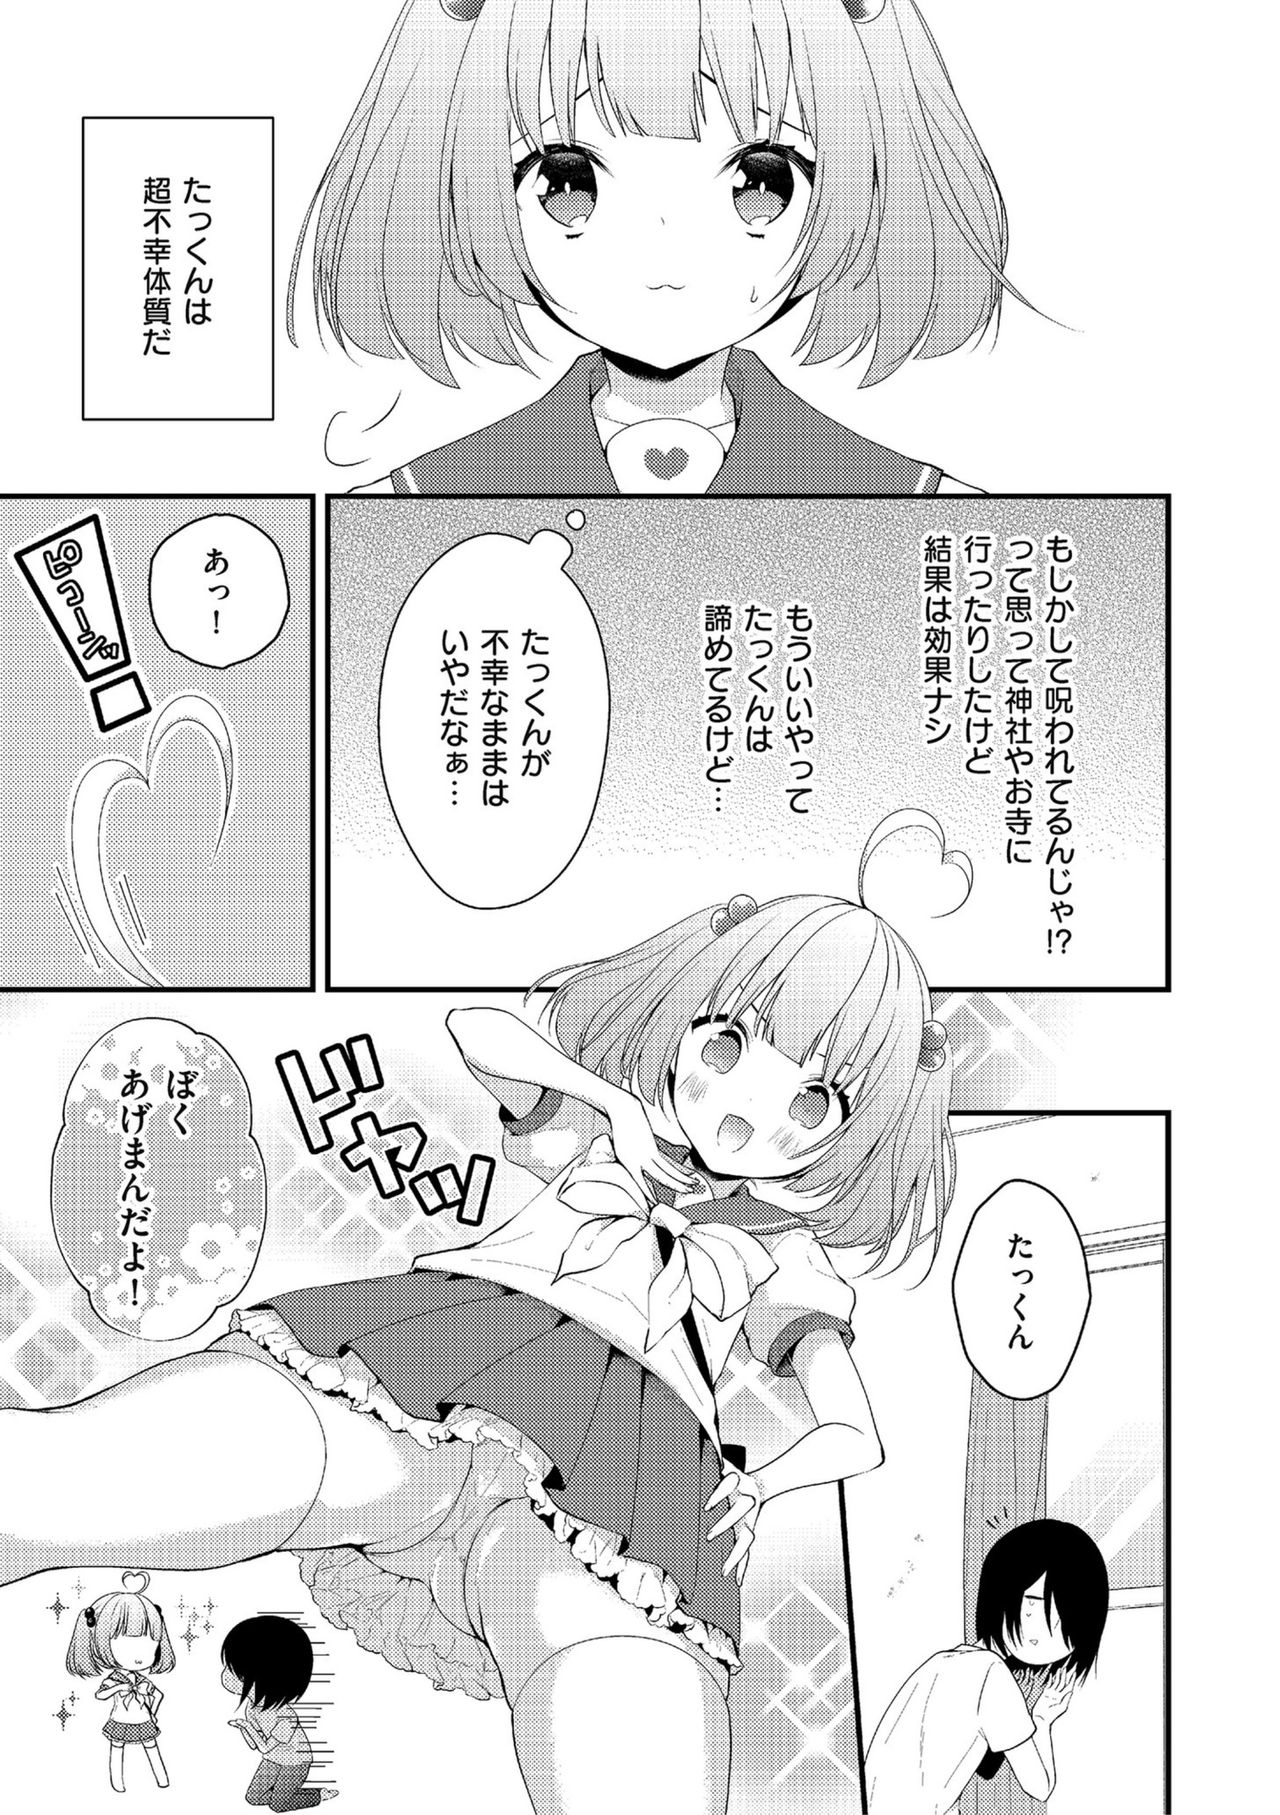 たっくんは
超不幸体質だ
もしかして呪われてるんじゃ!?
って思って神社やお寺に
行ったりしたけど
結果は効果ナシ
もういいやって
たっくんは
諦めてるけど…
たっくんが
不幸なままは
いやだなぁ…
あっ！
ピコーン
たっくん
ドヤッ
ぼく
あげまんだよ！